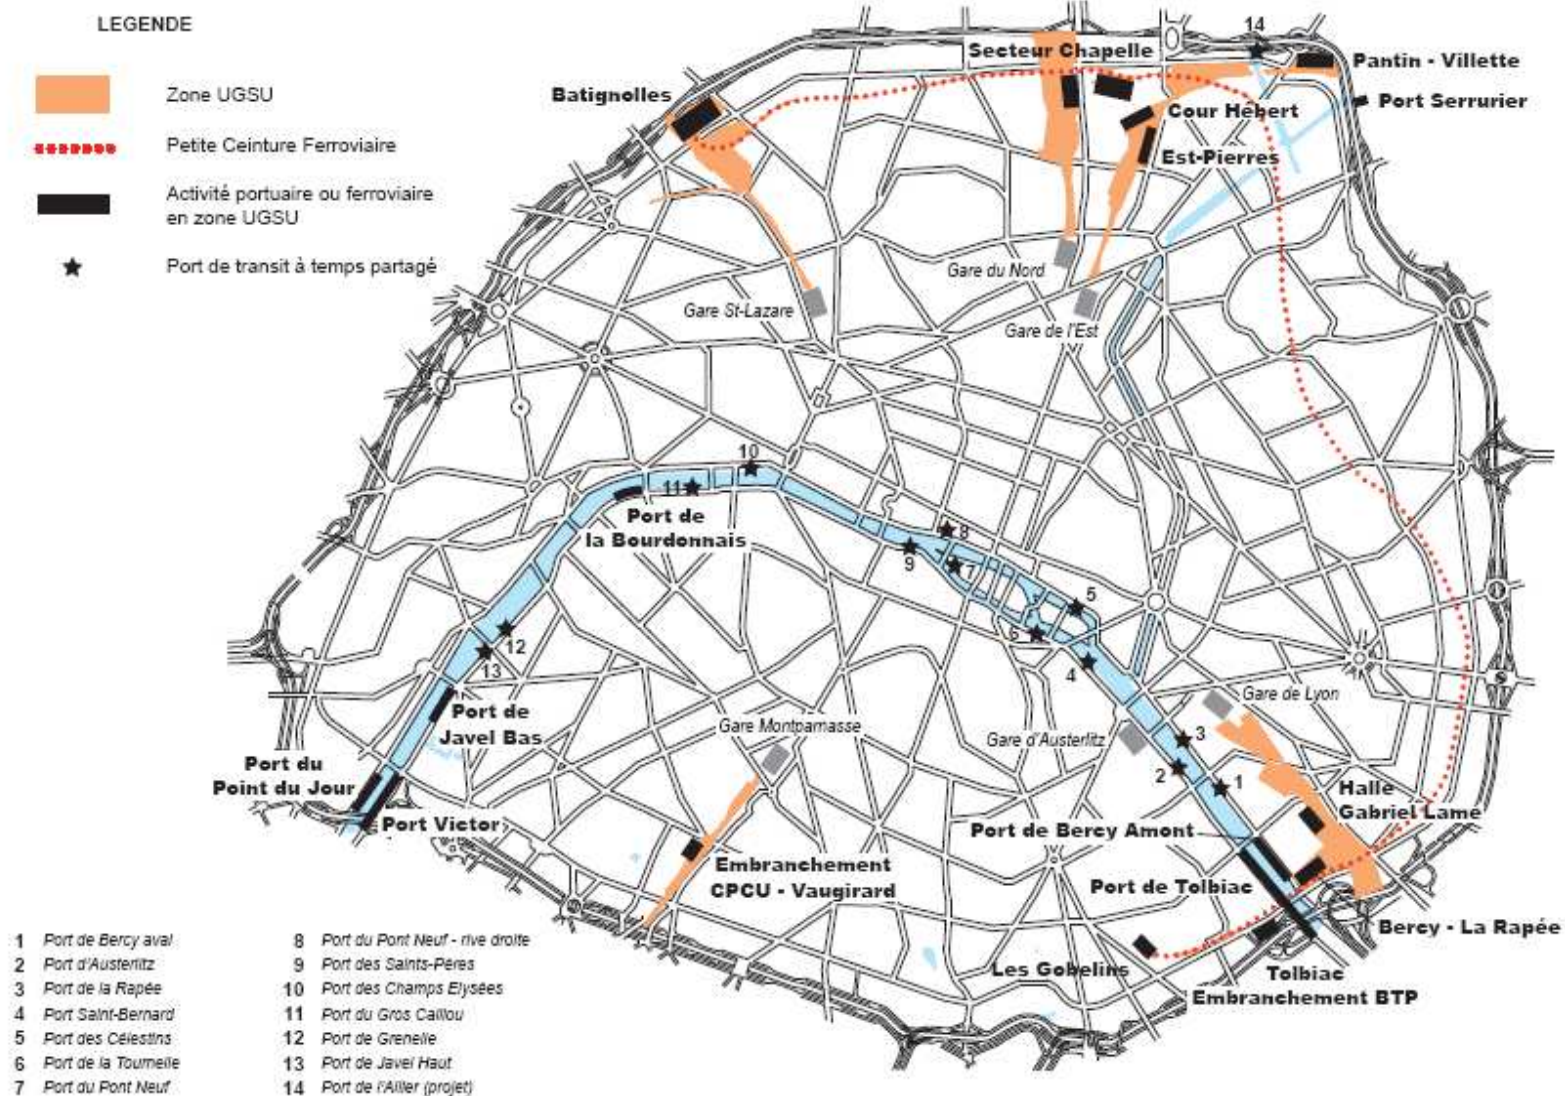 LEGENDE
Zone UGSU
Petite Ceinture Ferroviaire
Activité portuaire ou ferroviaire
en zone UGSU
Port de transit à temps partagé
14
Secteur Chapelle
Pantin - Villette
Batignolles
Port Serrurier
Cour Hébert
Est-Pierres
Gare du Nord
Gare St-Lazare
Gare de l'Est
10
11
Port de
la Bourdonnais
8
9
7
5
6
12
13
4
Port de
Javel Bas
Gare de Lyon
Gare Montparnasse
Gare d'Austerlitz
3
2
1
Port du
Point du Jour
Port Victor
Halle
Gabriel Lame
Port de Bercy Amont
Embranchement
CPCU - Vaugirard
Port de Tolbiac
Bercy - La Rapée
Les Gobelins
Tolbiac
Embranchement BTP
1 Port de Bercy aval
2 Port d'Austerlitz
3 Port de la Rapée
4 Port Saint-Bernard
5 Port des Célestins
6 Port de la Tournelle
7 Port du Pont Neuf
8 Port du Pont Neuf - rive droite
9 Port des Saints-Pères
10 Port des Champs Elysées
11 Port du Gros Caillou
12 Port de Grenelle
13 Port de Javel Haut
14 Port de l'Allier (projet)